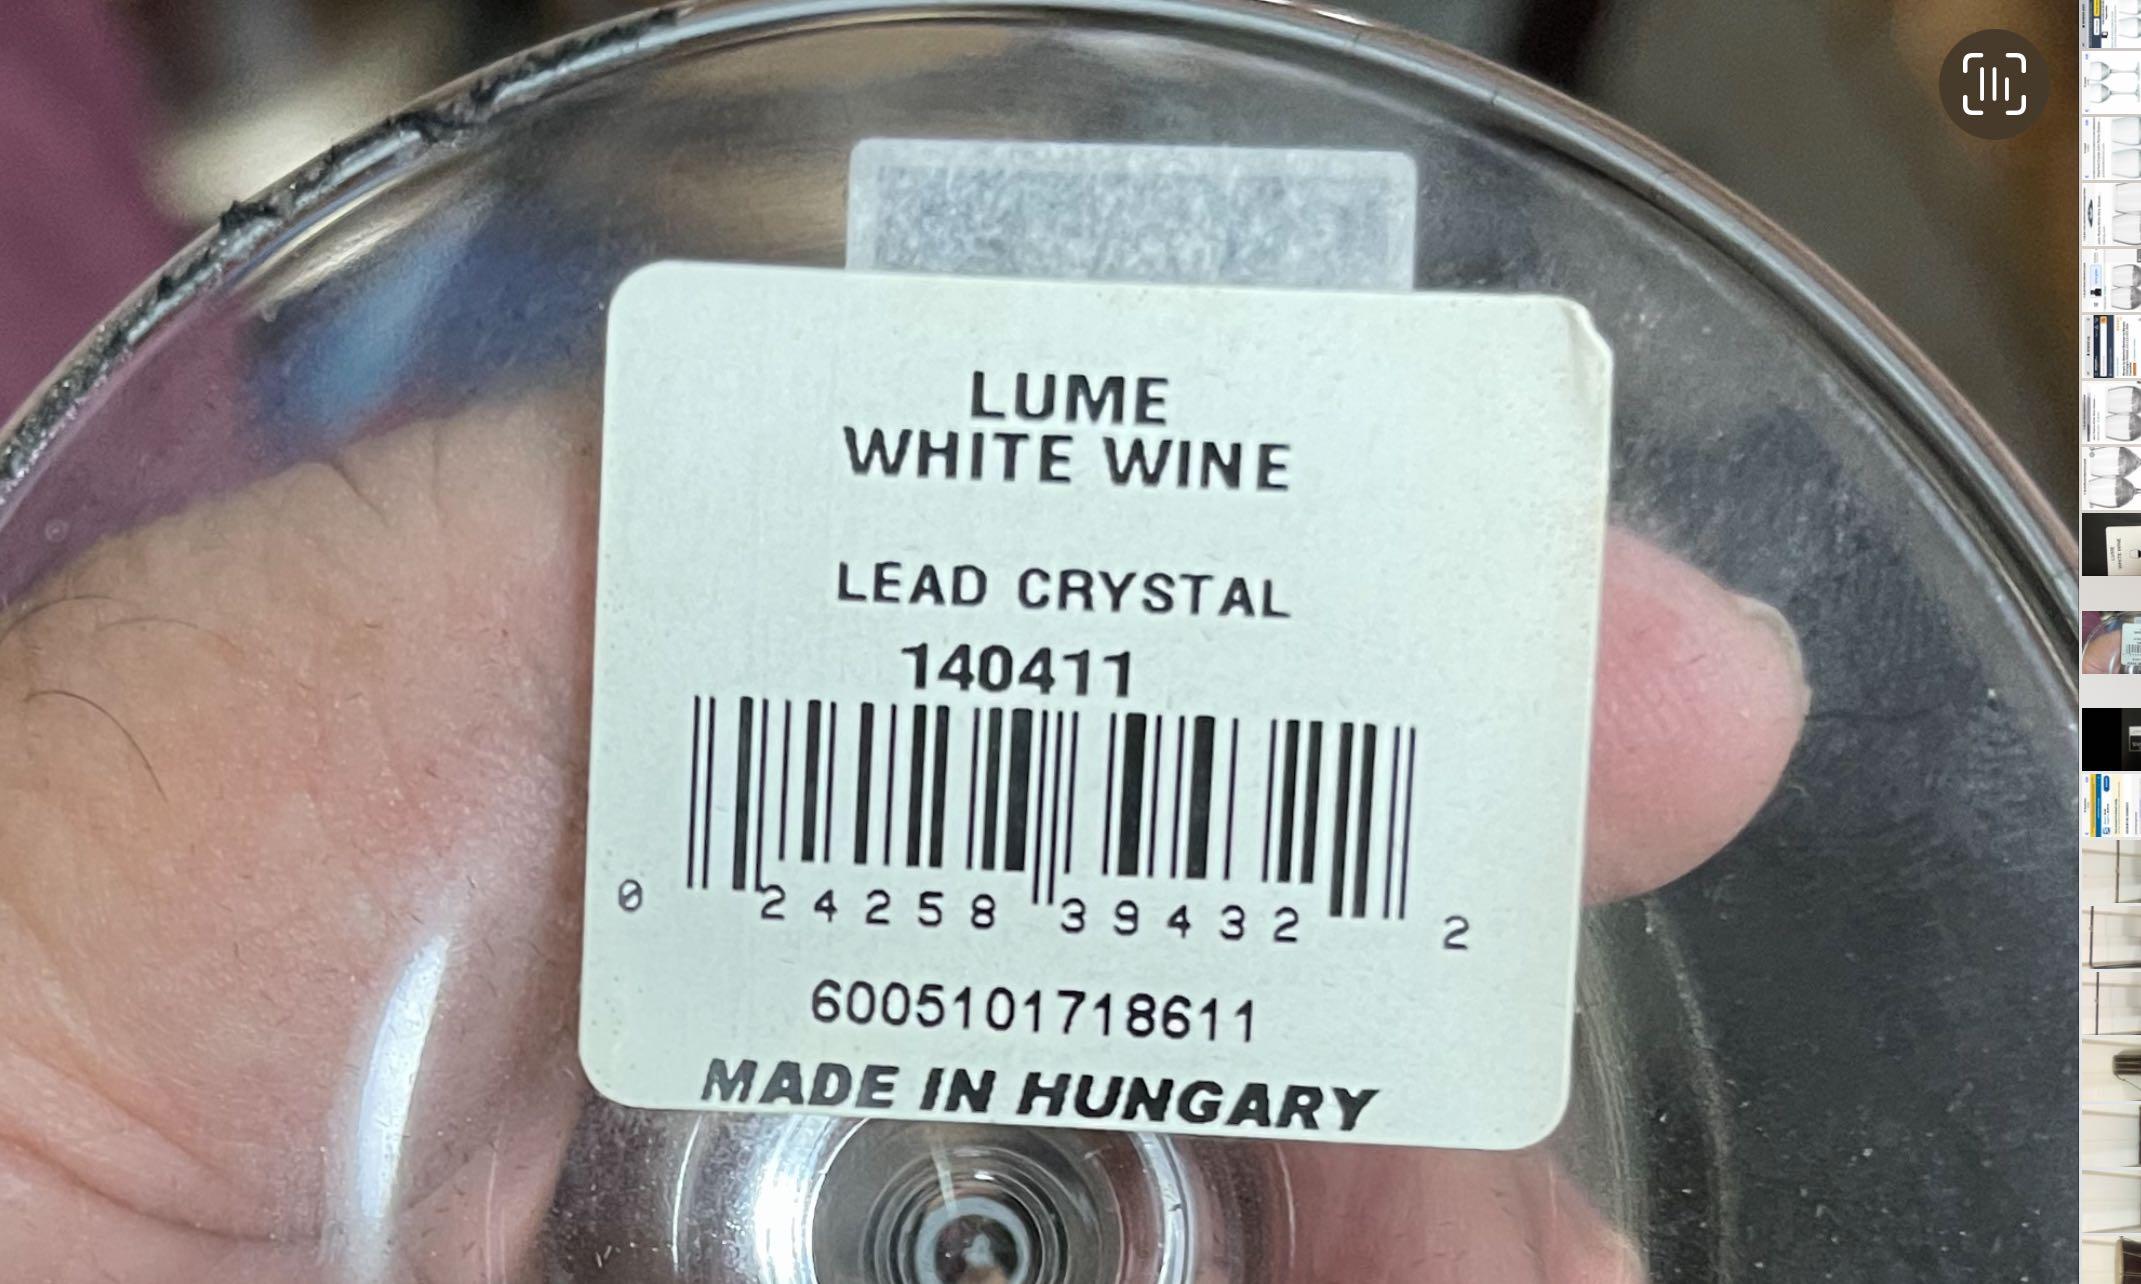 LUME
WHITE WINE
LEAD CRYSTAL
140411
0 24258 39432 2
6005101718611
MADE IN HUNGARY